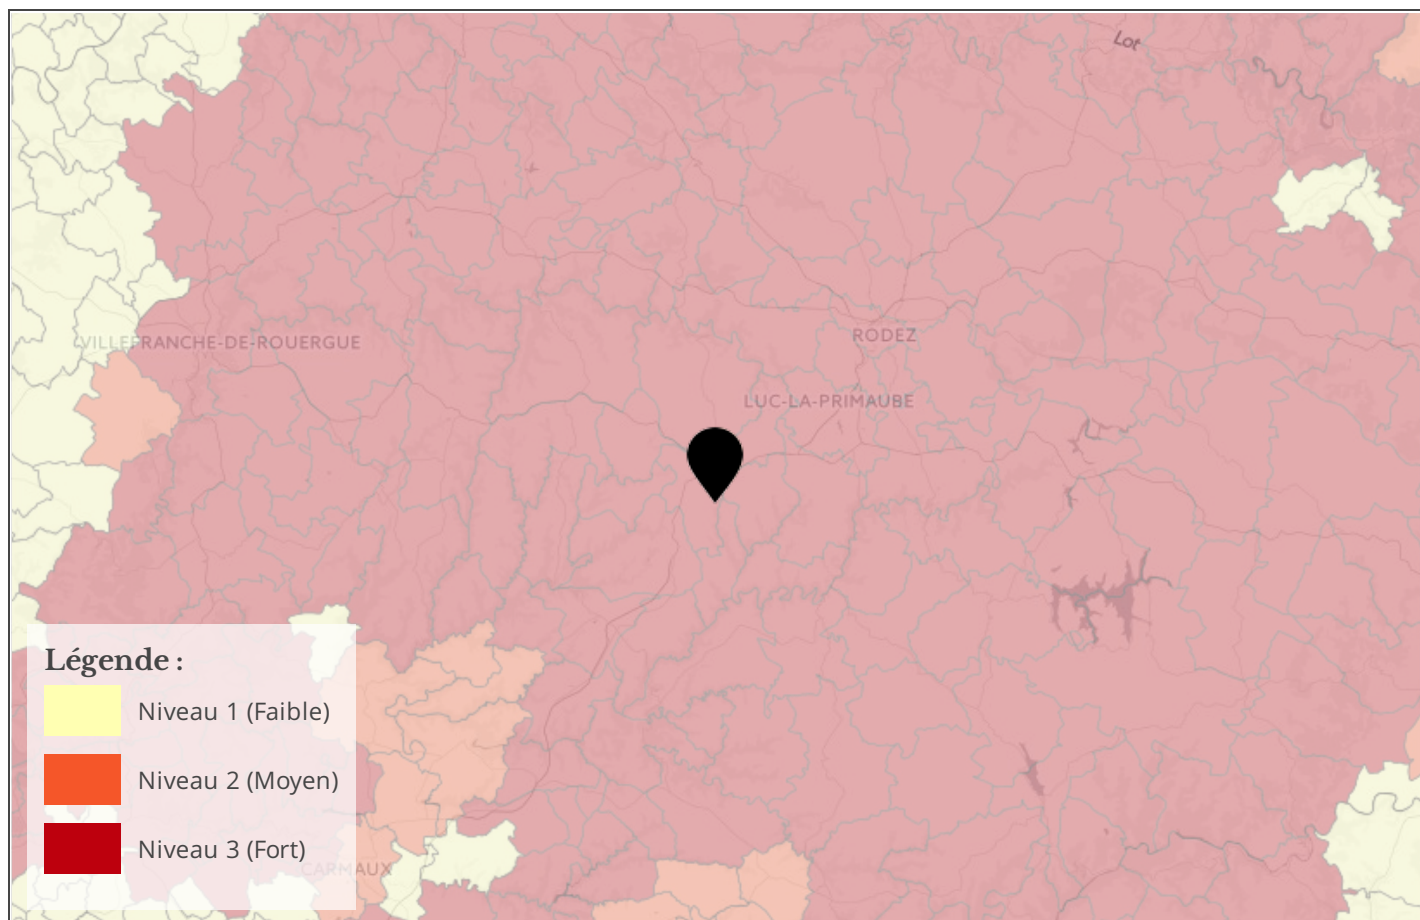 Lot
VILLEFRANCHE-DE-ROUERGUE
RODEZ
LUC-LA-PRIMAUBE
Légende :
Niveau 1 (Faible)
Niveau 2 (Moyen)
Niveau 3 (Fort)
CARMAUX